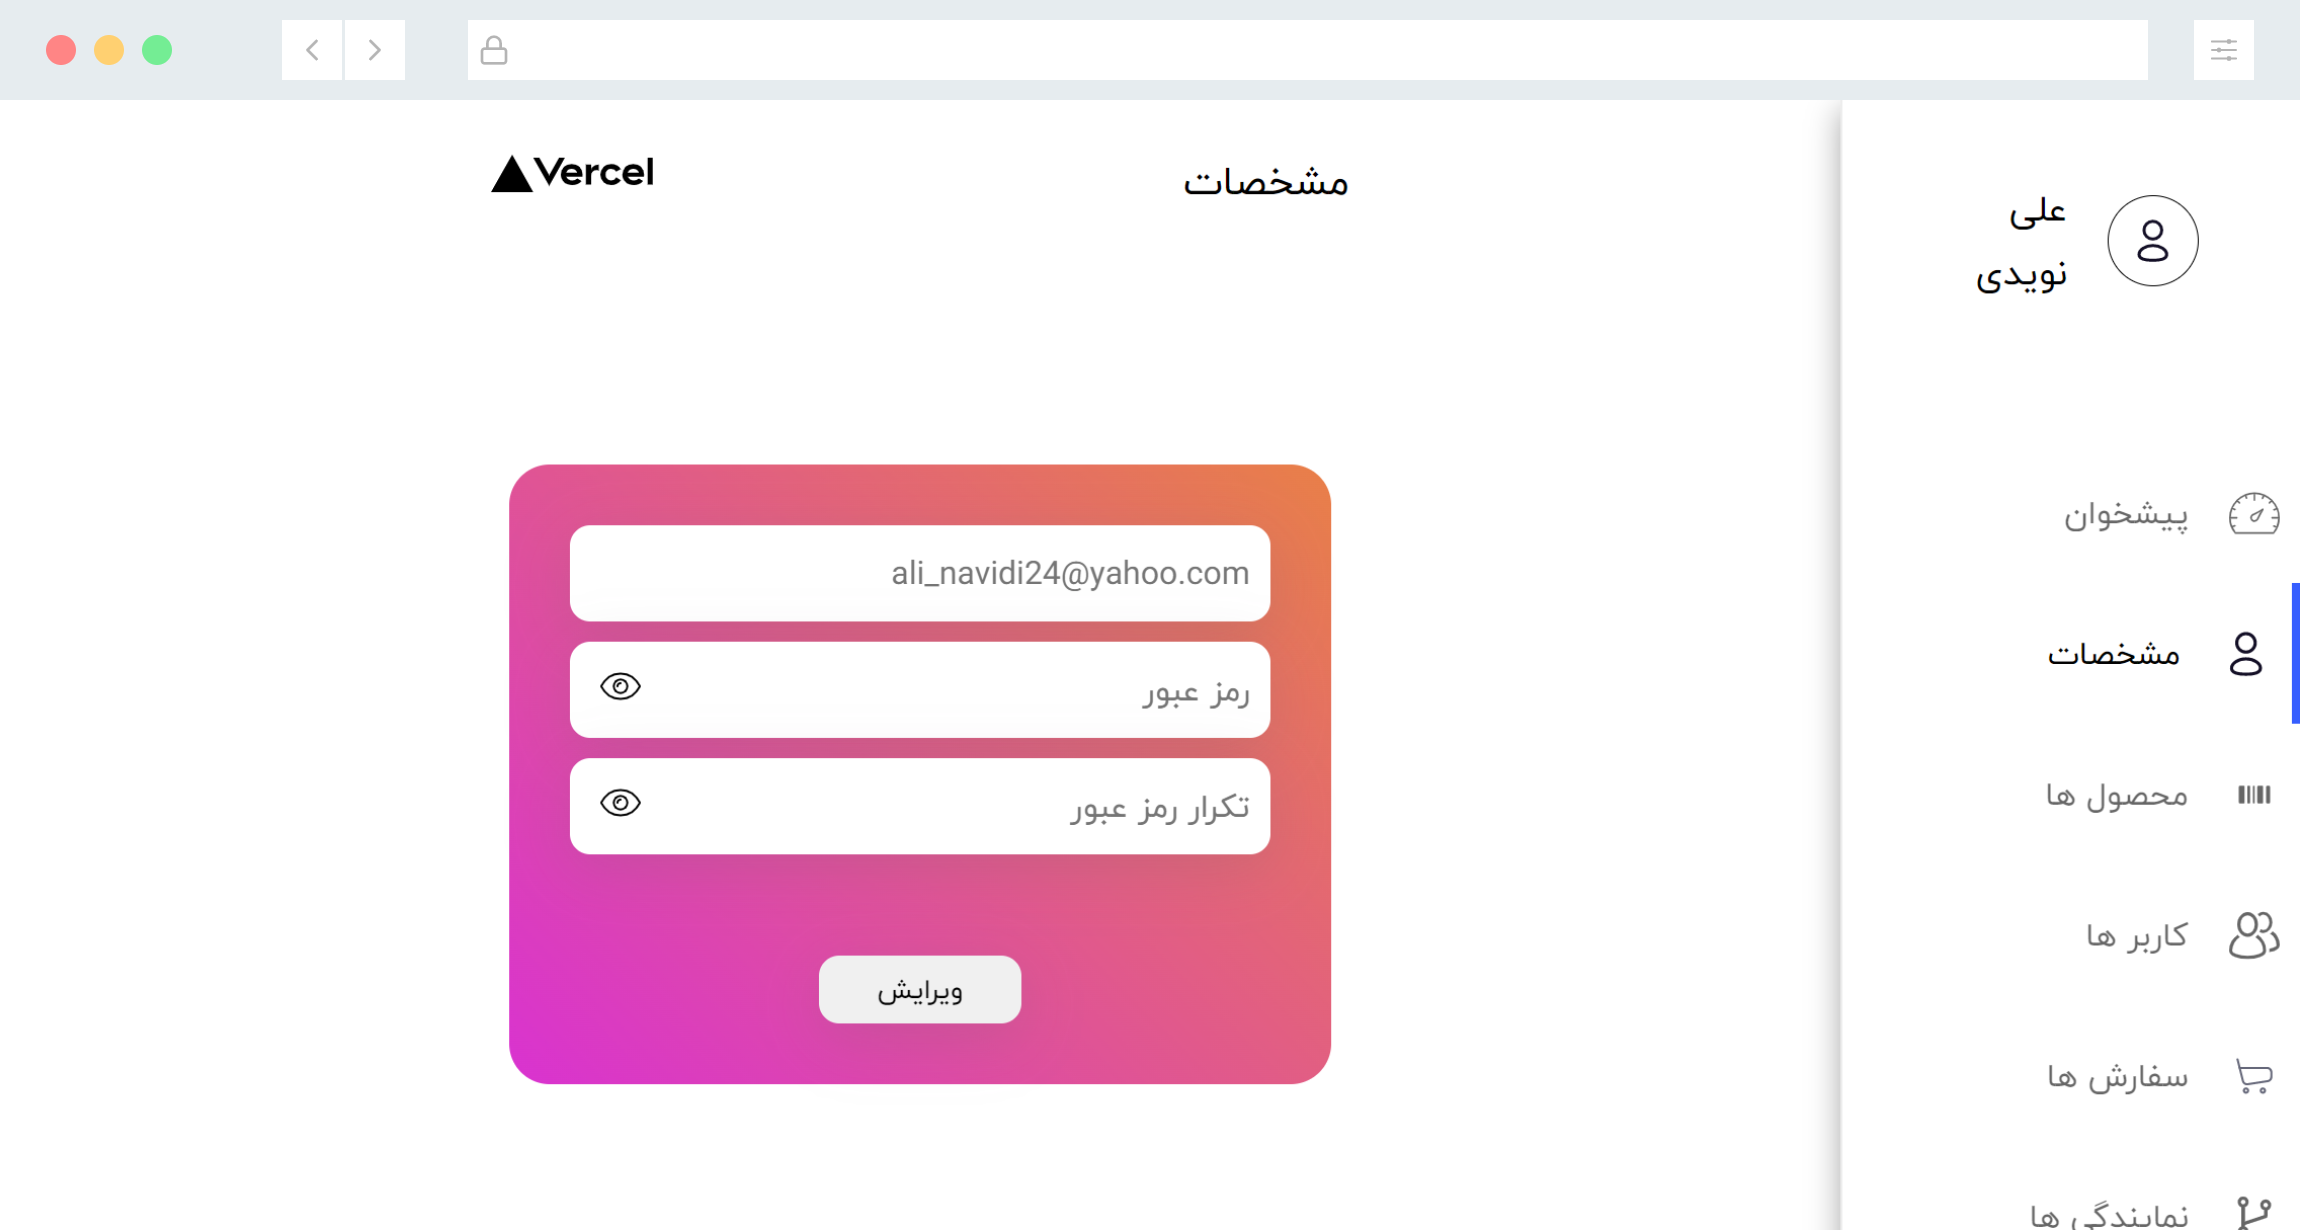 Vercel
مشخصات
علی
نویدی
ali_navidi24@yahoo.com
رمز عبور
تکرار رمز عبور
ویرایش
پیشخوان
مشخصات
محصول ها
کاربر ها
سفارش ها
نمایندگی ها